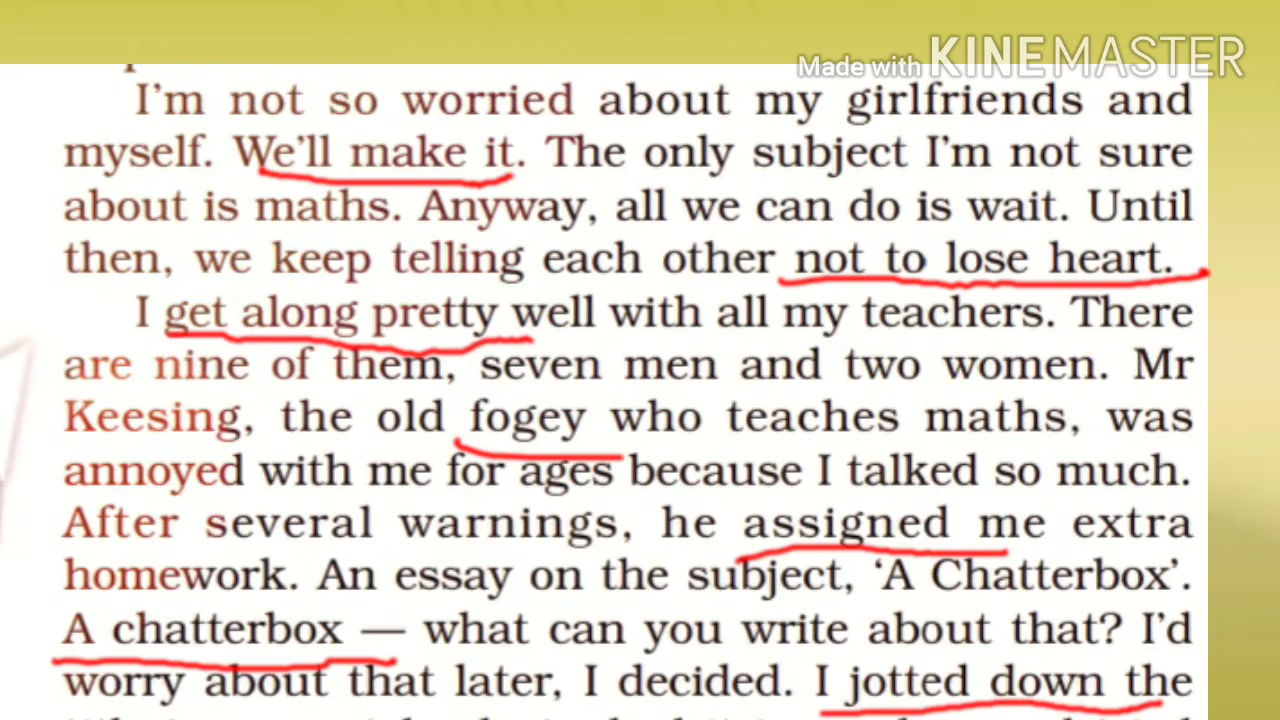 Made with KINEMASTER
I'm not so worried about my girlfriends and
myself. We'll make it. The only subject I'm not sure
about is maths. Anyway, all we can do is wait. Until
then, we keep telling each other not to lose heart.
I get along pretty well with all my teachers. There
are nine of them, seven men and two women. Mr
Keesing, the old fogey who teaches maths, was
annoyed with me for ages because I talked so much.
After several warnings, he assigned me extra
homework. An essay on the subject, ‘A Chatterbox’.
A chatterbox — what can you write about that? I'd
worry about that later, I decided. I jotted down the